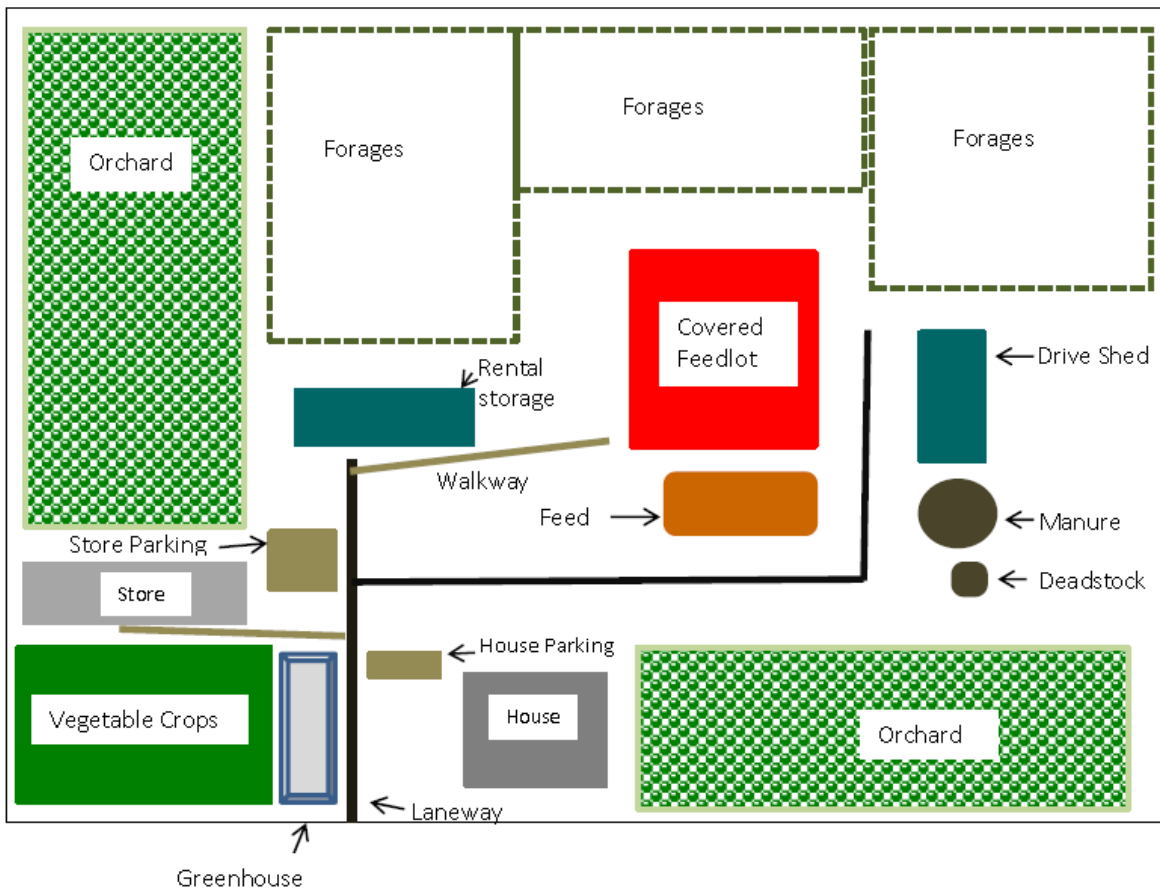 Forages
Forages
Forages
Orchard
Covered
Feedlot
Drive Shed
Rental
storage
Walkway
Feed
Manure
Store Parking
Deadstock
Store
House Parking
Vegetable Crops
House
Orchard
Laneway
Greenhouse